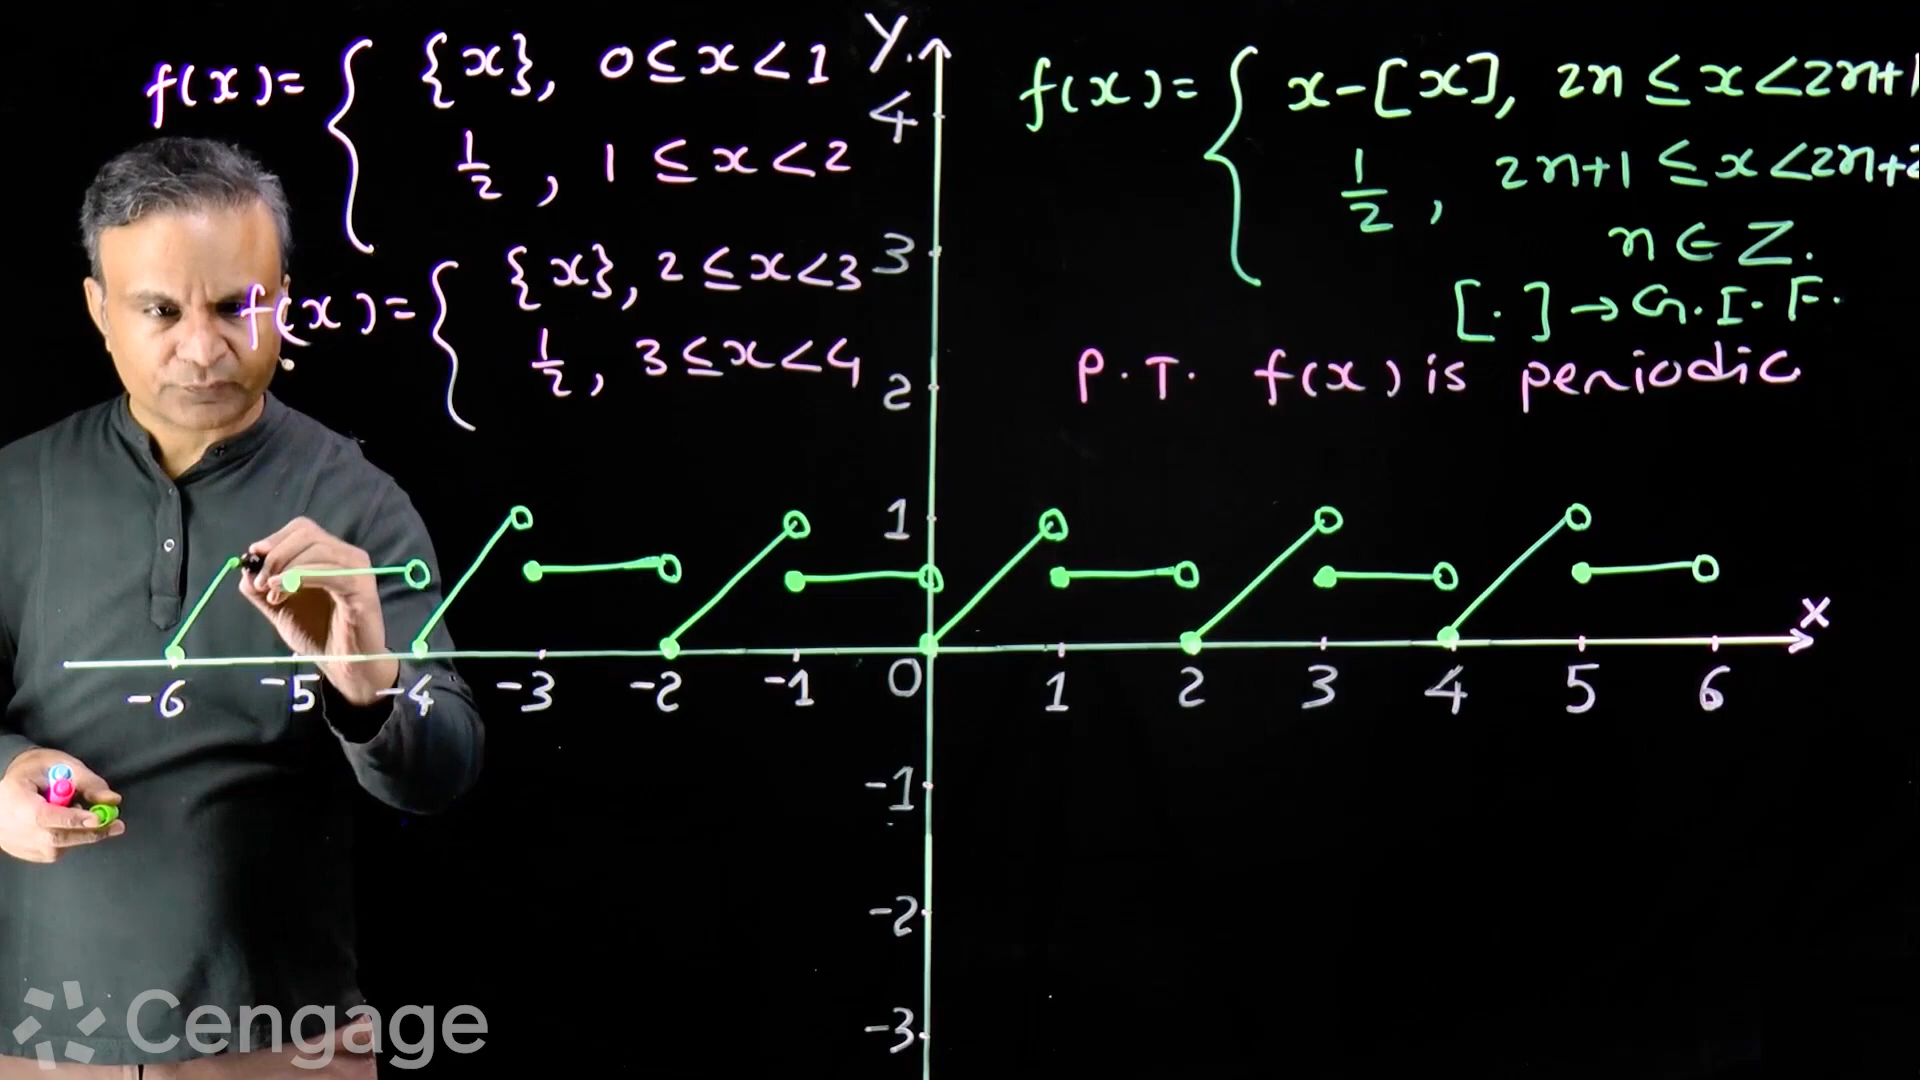 f(x)= { {x}, 0≤x<1
1/2, 1≤x<2
f(x)= { {x}, 2≤x<3
1/2, 3≤x<4
f(x)= { x-[x], 2n≤x<2n+1
1/2, 2n+1≤x<2n+2
n∈Z.
[.]→G.I.F.
P.T. f(x) is periodic
Y
4
3
2
1
X
-6 -5 -4 -3 -2 -1 0 1 2 3 4 5 6
-1
-2
-3
Cengage